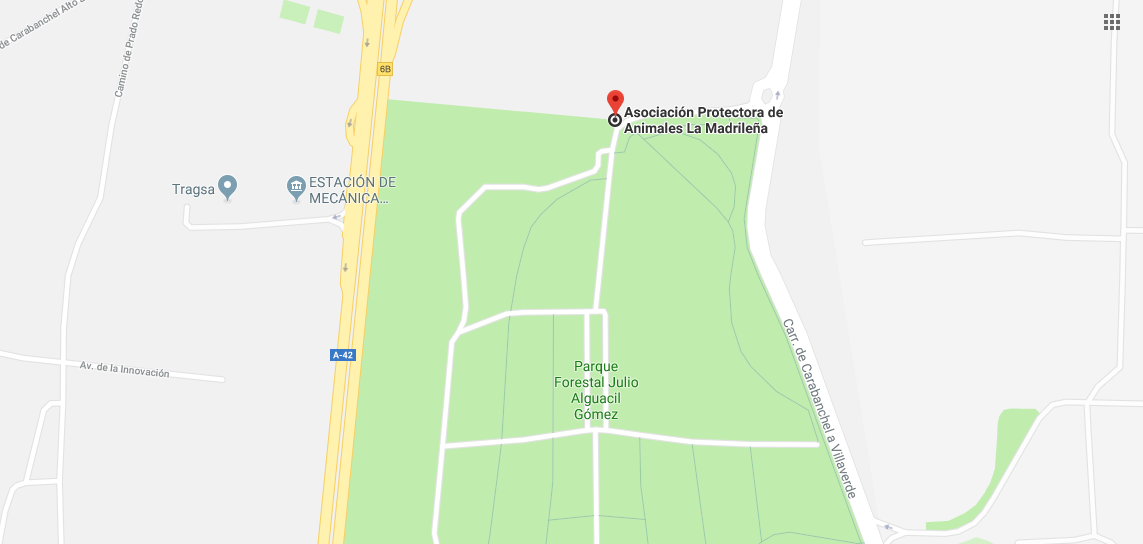 de Carabanchel Alto
Camino de Prado Redo
6B
Asociación Protectora de
Animales La Madrileña
Tragsa
ESTACIÓN DE
MECÁNICA...
A-42
Av. de la Innovación
Parque
Forestal Julio
Alguacil
Gómez
Carr. de Carabanchel a Villaverde